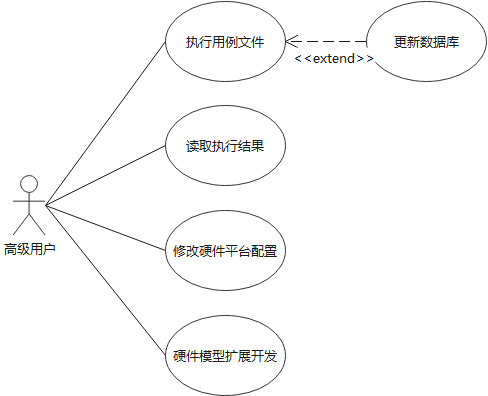 执行用例文件
更新数据库
<<extend>>
读取执行结果
高级用户
修改硬件平台配置
硬件模型扩展开发